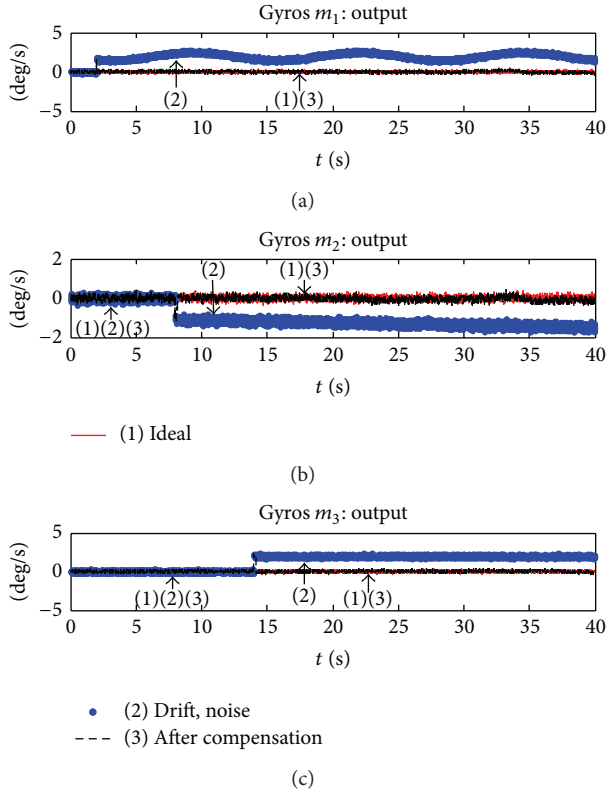 Gyros m₁: output
(deg/s)
5
0
−5
(2)
(1)(3)
0 5 10 15 20 25 30 35 40
t (s)
(a)
Gyros m₂: output
(deg/s)
2
0
−2
(2)
(1)(3)
(1)(2)(3)
0 5 10 15 20 25 30 35 40
t (s)
(1) Ideal
(b)
Gyros m₃: output
(deg/s)
5
0
−5
(1)(2)(3)
(2)
(1)(3)
0 5 10 15 20 25 30 35 40
t (s)
(2) Drift, noise
(3) After compensation
(c)